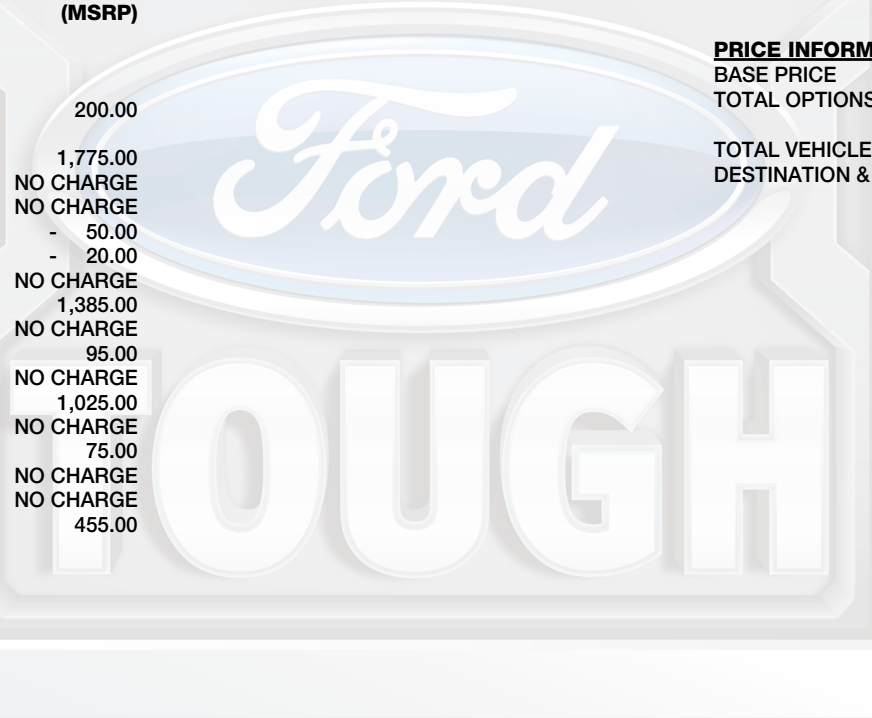 (MSRP)
200.00
1,775.00
NO CHARGE
NO CHARGE
- 50.00
- 20.00
NO CHARGE
1,385.00
NO CHARGE
95.00
NO CHARGE
1,025.00
NO CHARGE
75.00
NO CHARGE
NO CHARGE
455.00
PRICE INFORM
BASE PRICE
TOTAL OPTIONS
TOTAL VEHICLE
DESTINATION &
Ford
TOUGH